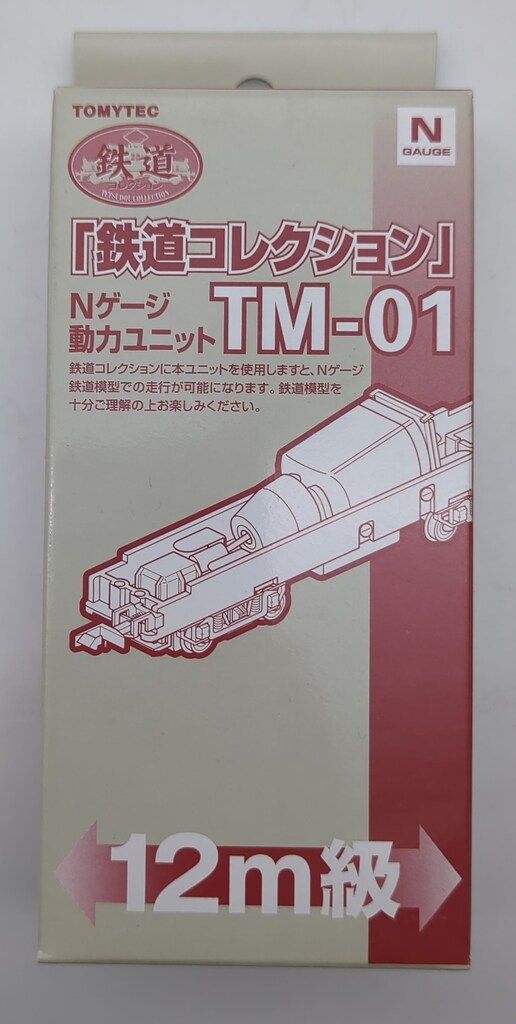 TOMYTEC
N
GAUGE
鉄道
コレクション
TETSUDOU COLLECTION
「鉄道コレクション」
Nゲージ
動力ユニット TM-01
鉄道コレクションに本ユニットを使用しますと、Nゲージ
鉄道模型での走行が可能になります。鉄道模型を
十分ご理解の上お楽しみください。
12m級